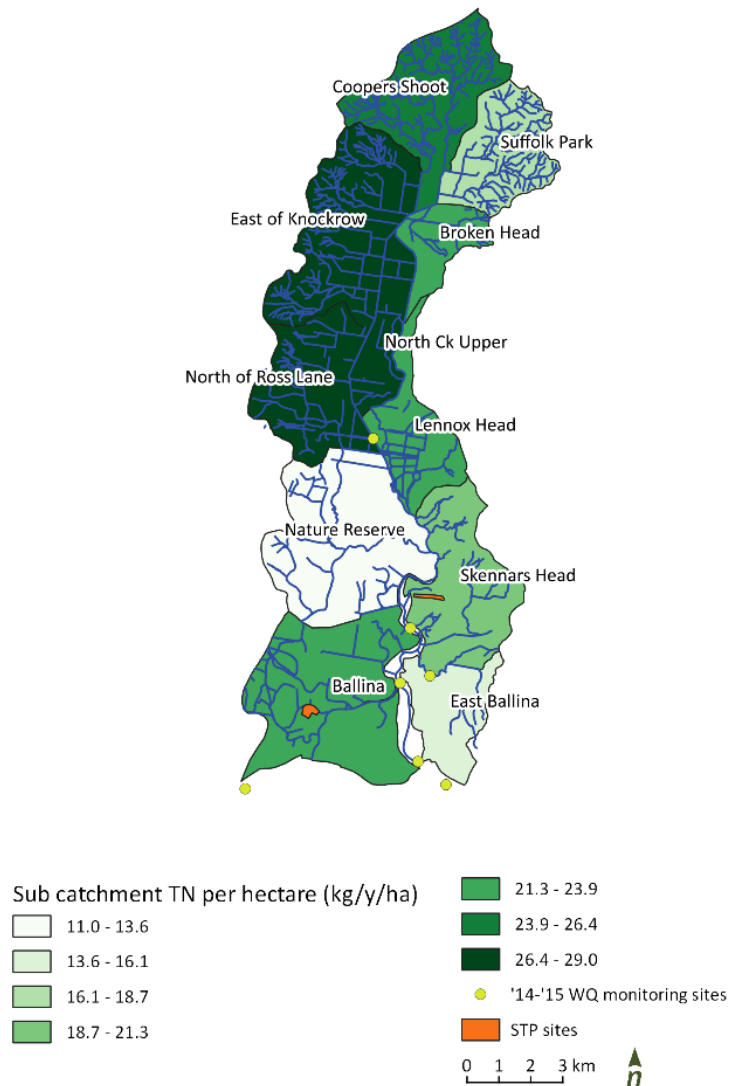 Coopers Shoot
Suffolk Park
East of Knockrow
Broken Head
North Ck Upper
North of Ross Lane
Lennox Head
Nature Reserve
Skennars Head
Ballina
East Ballina
Sub catchment TN per hectare (kg/y/ha)
11.0 - 13.6
13.6 - 16.1
16.1 - 18.7
18.7 - 21.3
21.3 - 23.9
23.9 - 26.4
26.4 - 29.0
'14-'15 WQ monitoring sites
STP sites
0 1 2 3 km
n